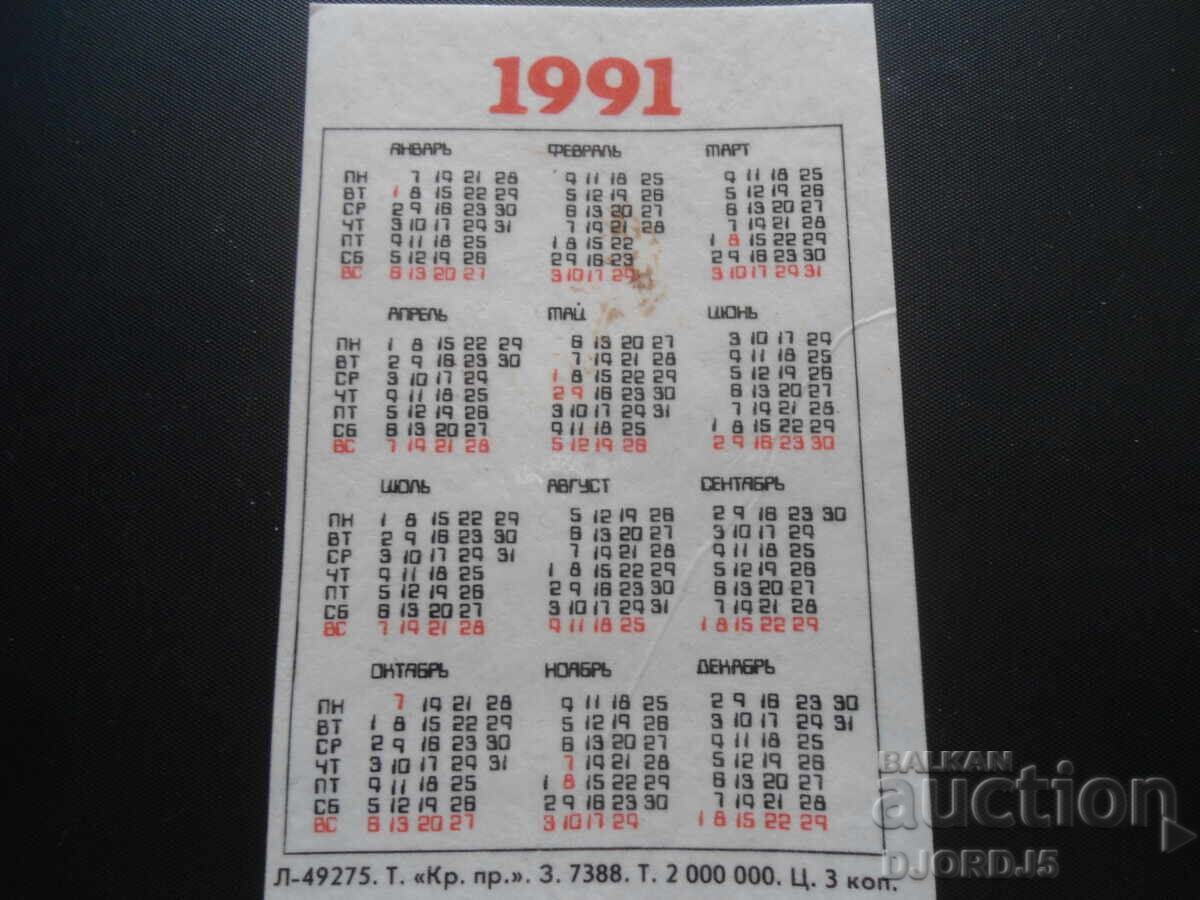 1991
ЯНВАРЬ ФЕВРАЛЬ МАРТ
ПН 7 14 21 28 4 11 18 25 4 11 18 25
ВТ 1 8 15 22 29 5 12 19 26 5 12 19 26
СР 2 9 16 23 30 6 13 20 27 6 13 20 27
ЧТ 3 10 17 24 31 7 14 21 28 7 14 21 28
ПТ 4 11 18 25 1 8 15 22 1 8 15 22 29
СБ 5 12 19 26 2 9 16 23 2 9 16 23 30
ВС 6 13 20 27 3 10 17 24 3 10 17 24 31
АПРЕЛЬ МАЙ ИЮНЬ
ПН 1 8 15 22 29 6 13 20 27 3 10 17 24
ВТ 2 9 16 23 30 7 14 21 28 4 11 18 25
СР 3 10 17 24 1 8 15 22 29 5 12 19 26
ЧТ 4 11 18 25 2 9 16 23 30 6 13 20 27
ПТ 5 12 19 26 3 10 17 24 31 7 14 21 28
СБ 6 13 20 27 4 11 18 25 1 8 15 22 29
ВС 7 14 21 28 5 12 19 26 2 9 16 23 30
ИЮЛЬ АВГУСТ СЕНТАБРЬ
ПН 1 8 15 22 29 5 12 19 26 2 9 16 23 30
ВТ 2 9 16 23 30 6 13 20 27 3 10 17 24
СР 3 10 17 24 31 7 14 21 28 4 11 18 25
ЧТ 4 11 18 25 1 8 15 22 29 5 12 19 26
ПТ 5 12 19 26 2 9 16 23 30 6 13 20 27
СБ 6 13 20 27 3 10 17 24 31 7 14 21 28
ВС 7 14 21 28 4 11 18 25 1 8 15 22 29
ОКТЯБРЬ НОЯБРЬ ДЕКАБРЬ
ПН 7 14 21 28 4 11 18 25 2 9 16 23 30
ВТ 1 8 15 22 29 5 12 19 26 3 10 17 24 31
СР 2 9 16 23 30 6 13 20 27 4 11 18 25
ЧТ 3 10 17 24 31 7 14 21 28 5 12 19 26
ПТ 4 11 18 25 1 8 15 22 29 6 13 20 27
СБ 5 12 19 26 2 9 16 23 30 7 14 21 28
ВС 6 13 20 27 3 10 17 24 1 8 15 22 29
Л-49275. Т. «Кр. пр.». З. 7388. Т. 2 000 000. Ц. 3 коп.
BALKAN
auction
DJORD_J5